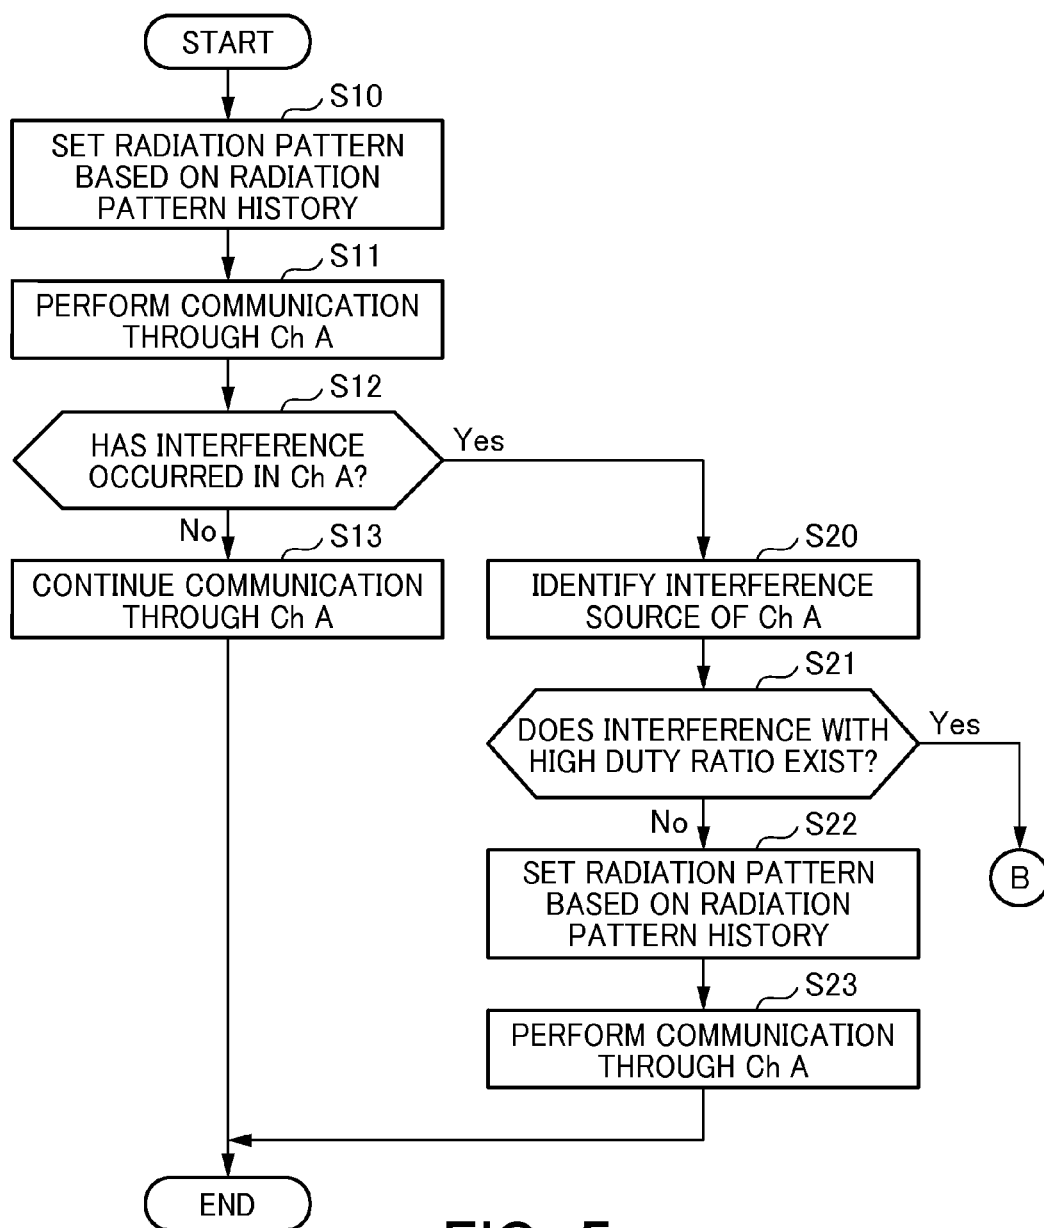 START
S10
SET RADIATION PATTERN
BASED ON RADIATION
PATTERN HISTORY
S11
PERFORM COMMUNICATION
THROUGH Ch A
S12
HAS INTERFERENCE
OCCURRED IN Ch A?
Yes
No
S13
CONTINUE COMMUNICATION
THROUGH Ch A
S20
IDENTIFY INTERFERENCE
SOURCE OF Ch A
S21
DOES INTERFERENCE WITH
HIGH DUTY RATIO EXIST?
Yes
No
B
S22
SET RADIATION PATTERN
BASED ON RADIATION
PATTERN HISTORY
S23
PERFORM COMMUNICATION
THROUGH Ch A
END